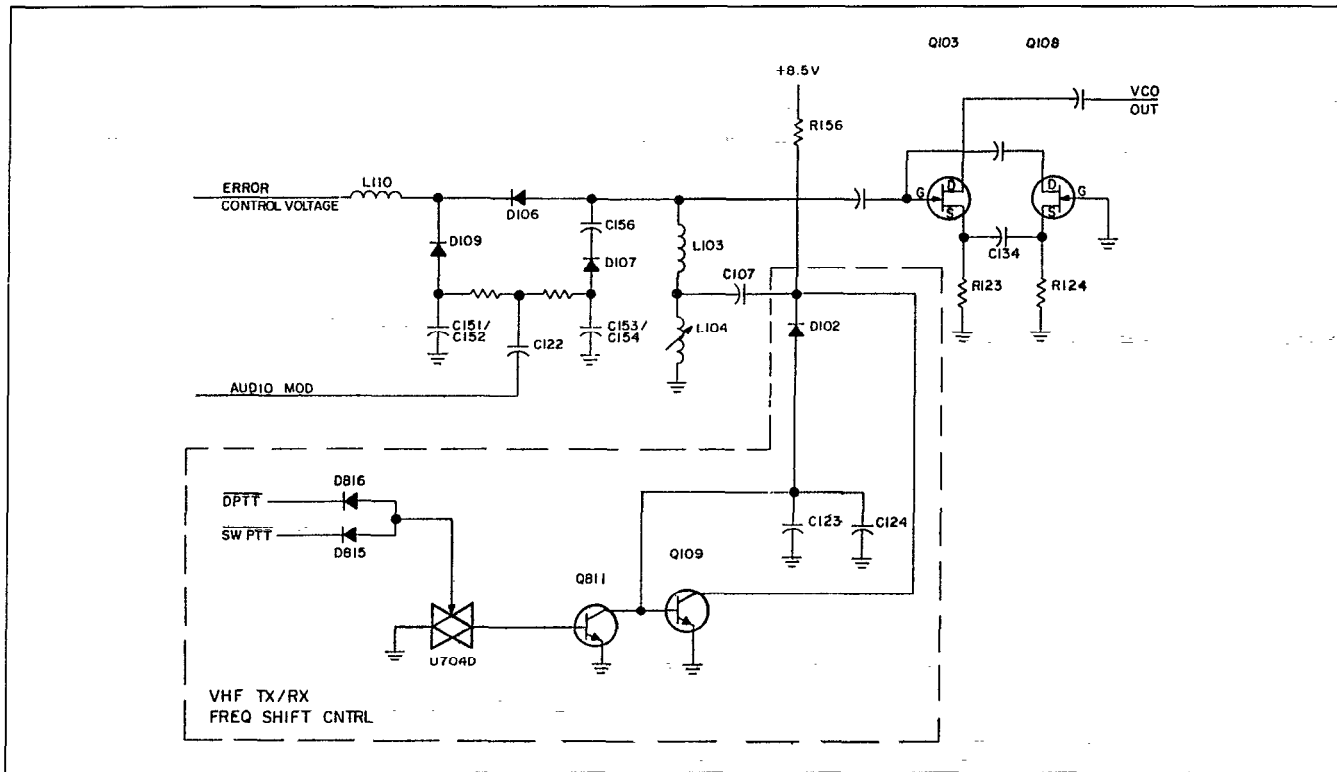 Q103 Q108
+8.5V
VCO
OUT
R156
L110
ERROR
CONTROL VOLTAGE
D106
D
G
S
D
G
S
C156
D109
L103
D107
C107
C134
R123
R124
D102
L104
C151/
C152
C122
C153/
C154
AUDIO MOD
D816
DPTT
SW PTT
D815
C123
C124
Q109
Q811
U704D
VHF TX/RX
FREQ SHIFT CNTRL